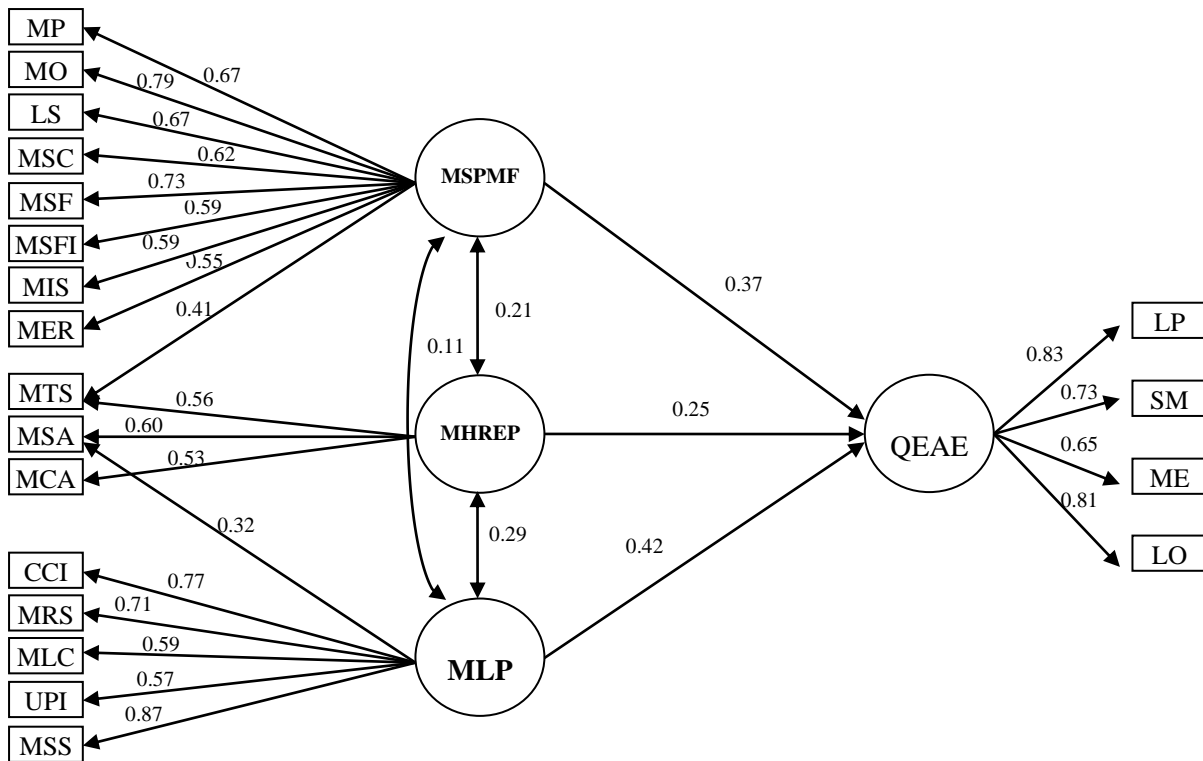 MP
0.67
MO
0.79
LS
0.67
MSC
0.62
MSF
0.73
MSFI
0.59
MIS
0.59
MER
0.55
MTS
0.41
0.56
MSA
0.60
MCA
0.53
0.32
CCI
0.77
MRS
0.71
MLC
0.59
UPI
0.57
MSS
0.87
MSPMF
0.21
0.11
MHREP
0.29
MLP
0.37
0.25
0.42
QEAE
0.83
LP
0.73
SM
0.65
ME
0.81
LO